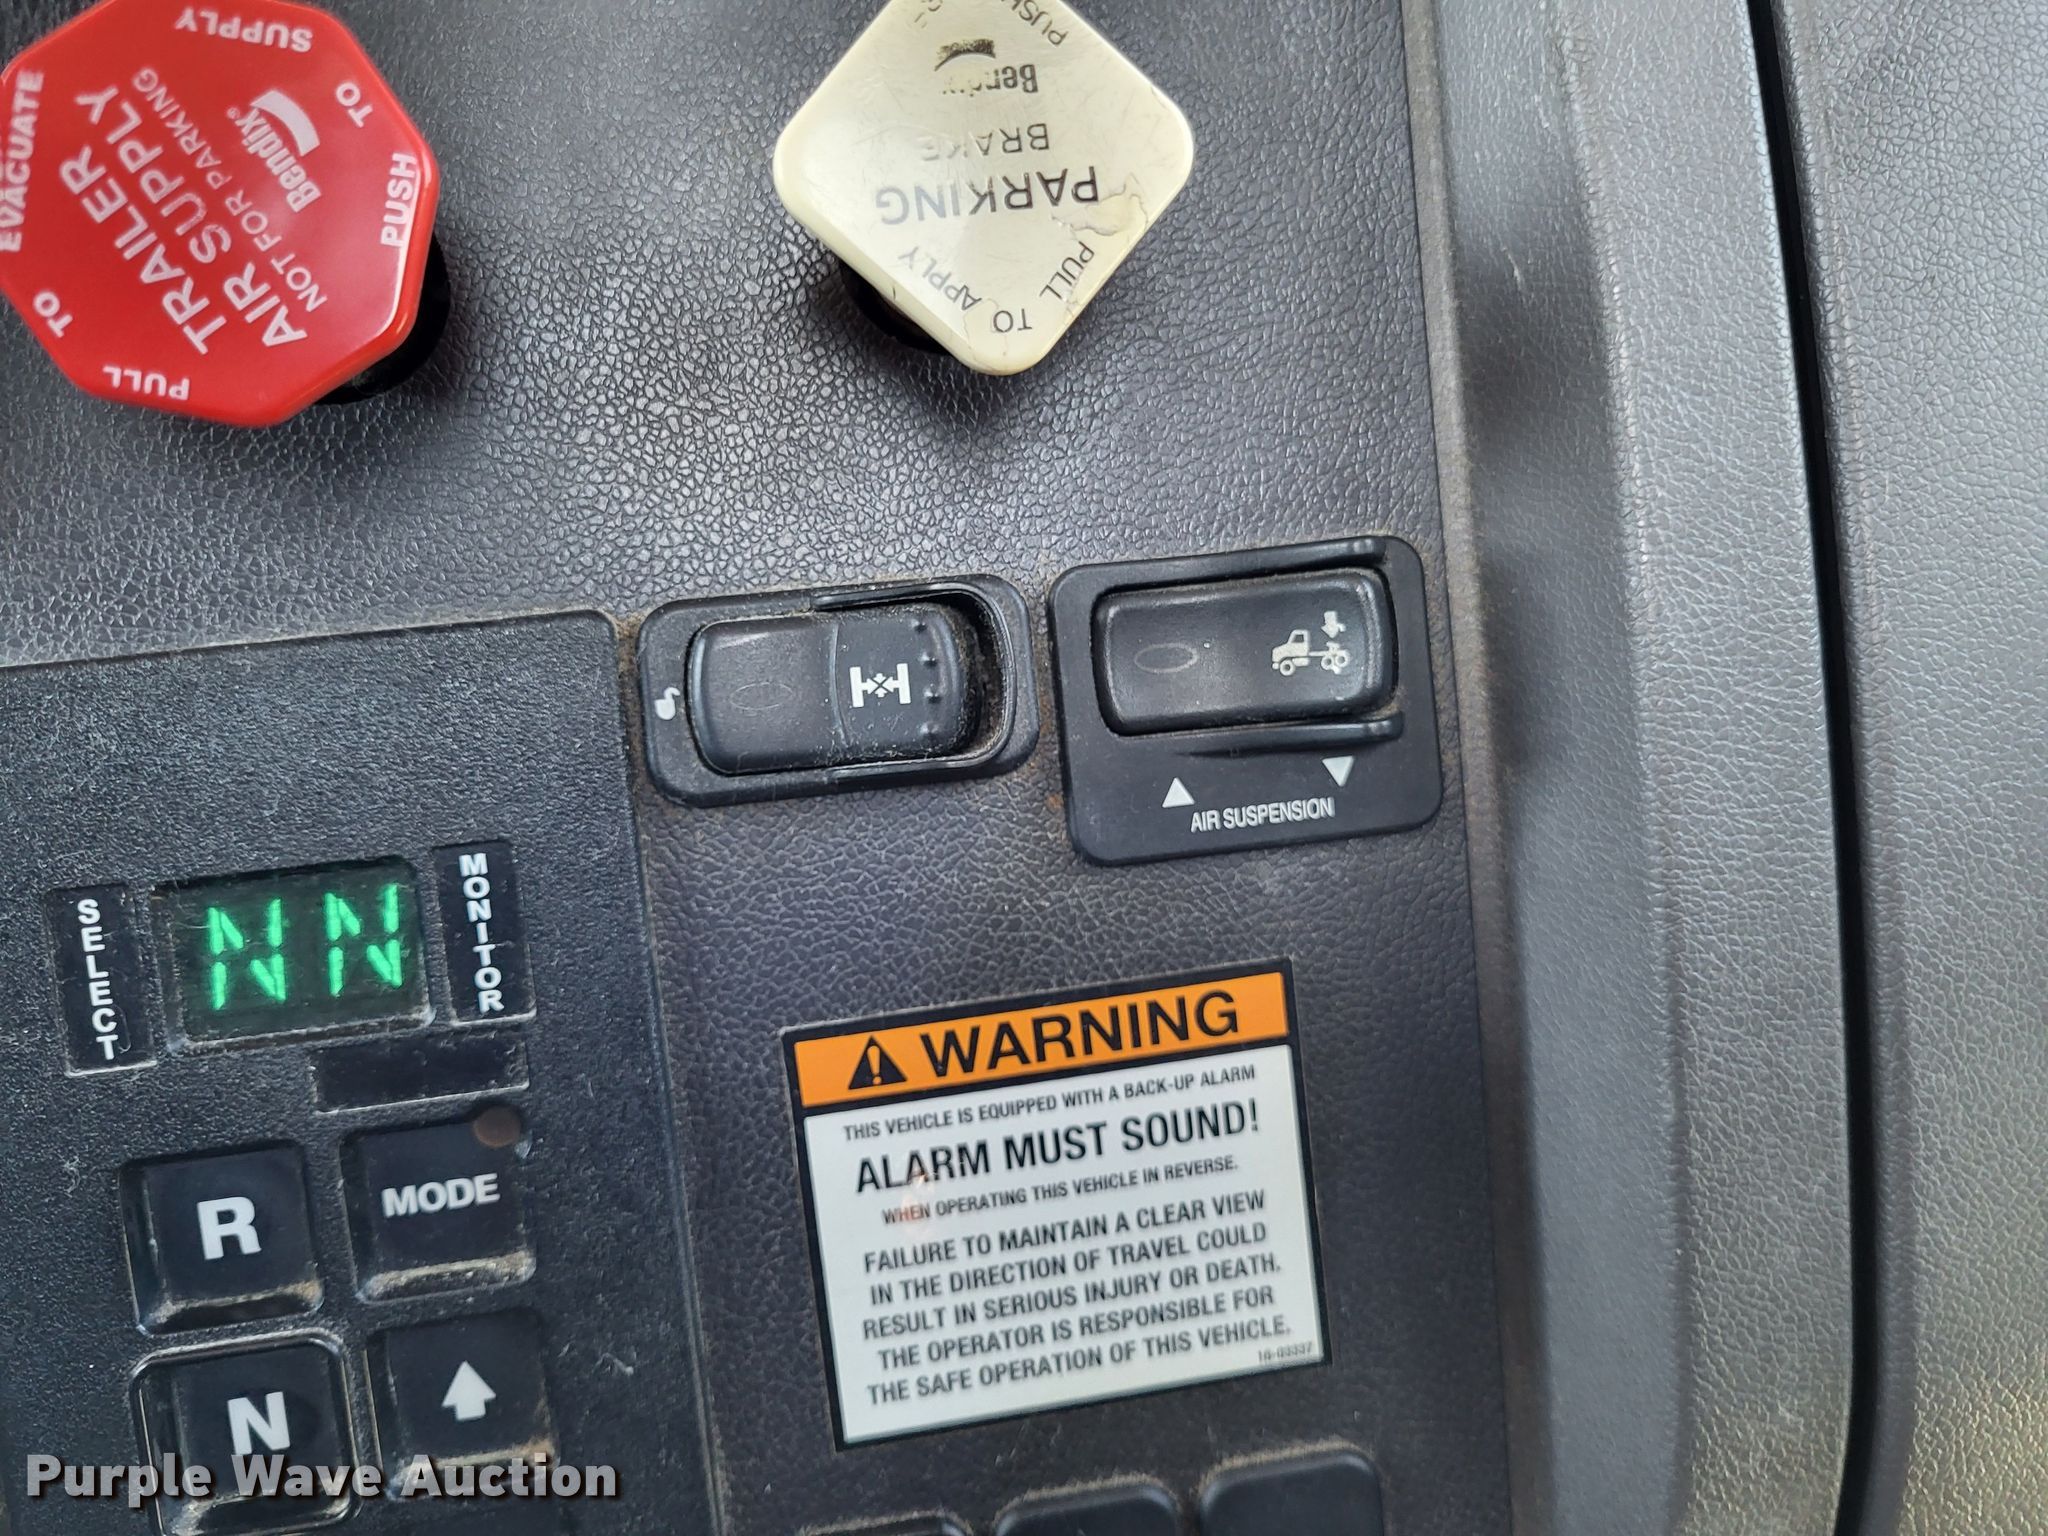 SUPPLY
TO
PUSH
EVACUATE
TO
PULL
TRAILER
AIR SUPPLY
NOT FOR PARKING
Bendix®
PUSH
Bendix
PARKING
BRAKE
PULL
TO APPLY
AIR SUSPENSION
SELECT
NN
MONITOR
R
MODE
N
WARNING
THIS VEHICLE IS EQUIPPED WITH A BACK-UP ALARM
ALARM MUST SOUND!
WHEN OPERATING THIS VEHICLE IN REVERSE.
FAILURE TO MAINTAIN A CLEAR VIEW
IN THE DIRECTION OF TRAVEL COULD
RESULT IN SERIOUS INJURY OR DEATH.
THE OPERATOR IS RESPONSIBLE FOR
THE SAFE OPERATION OF THIS VEHICLE.
16-03337
Purple Wave Auction